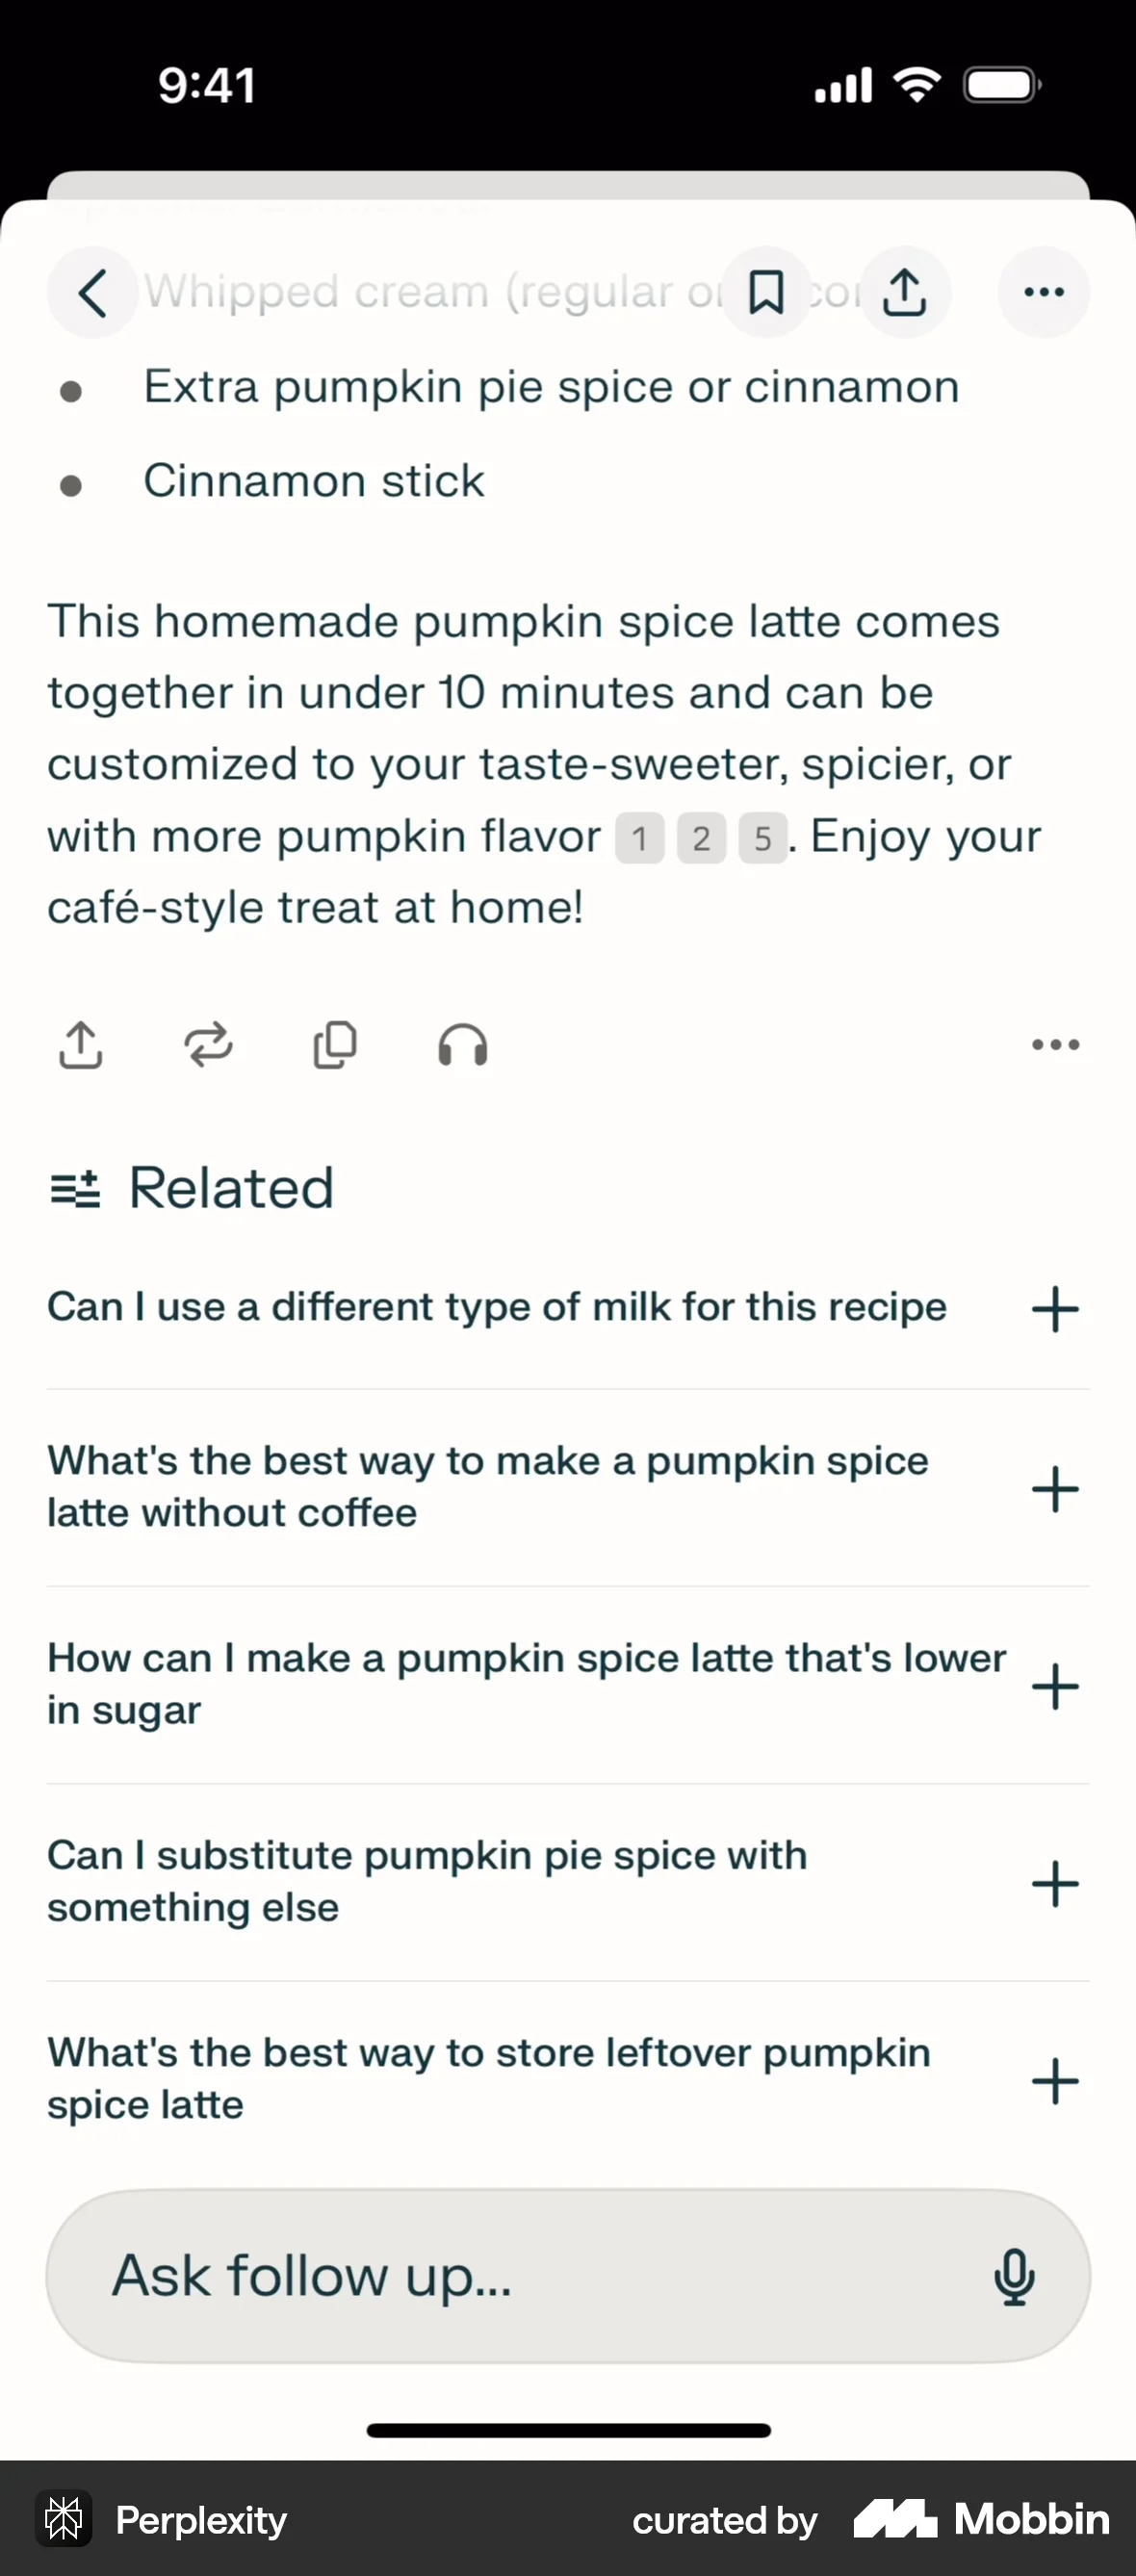 9:41
Whipped cream (regular or
Extra pumpkin pie spice or cinnamon
Cinnamon stick
This homemade pumpkin spice latte comes
together in under 10 minutes and can be
customized to your taste-sweeter, spicier, or
with more pumpkin flavor 1 2 5. Enjoy your
café-style treat at home!
Related
Can I use a different type of milk for this recipe
What's the best way to make a pumpkin spice
latte without coffee
How can I make a pumpkin spice latte that's lower
in sugar
Can I substitute pumpkin pie spice with
something else
What's the best way to store leftover pumpkin
spice latte
Ask follow up...
Perplexity
curated by Mobbin